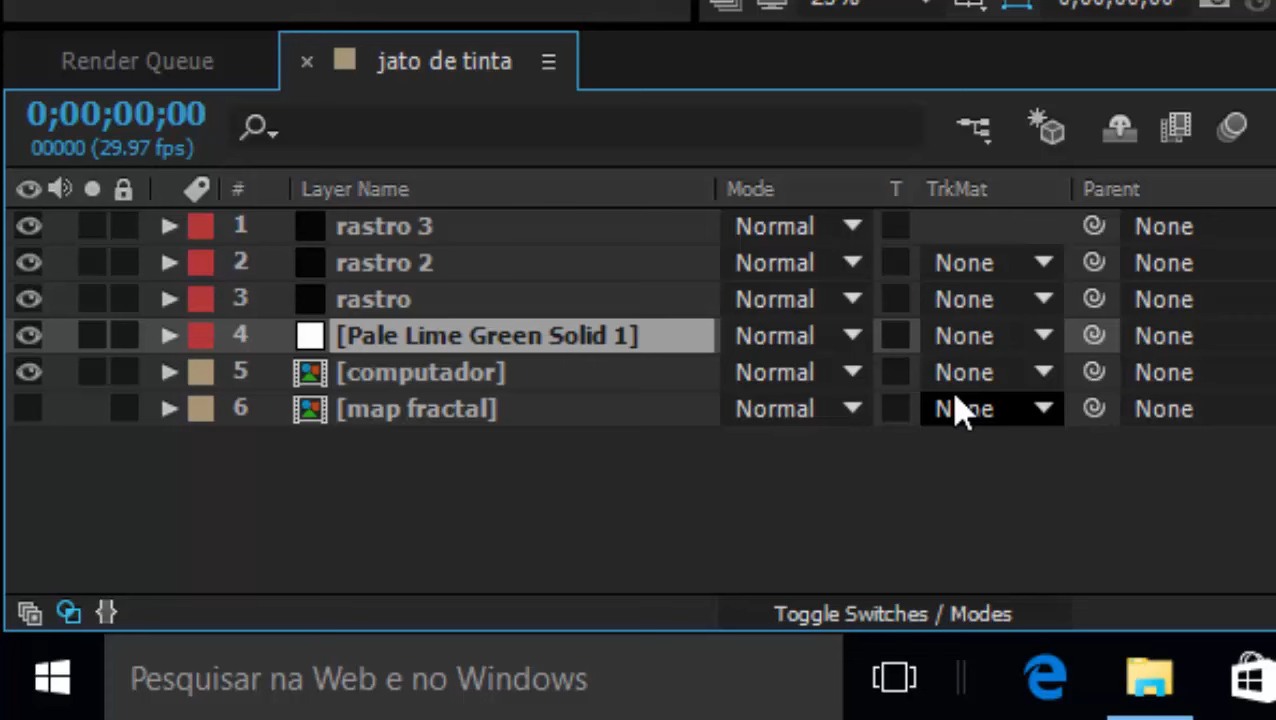 Render Queue × jato de tinta
0;00;00;00
00000 (29.97 fps)
# Layer Name Mode T TrkMat Parent
1 rastro 3 Normal None
2 rastro 2 Normal None None
3 rastro Normal None None
4 [Pale Lime Green Solid 1] Normal None None
5 [computador] Normal None None
6 [map fractal] Normal None None
Toggle Switches / Modes
Pesquisar na Web e no Windows